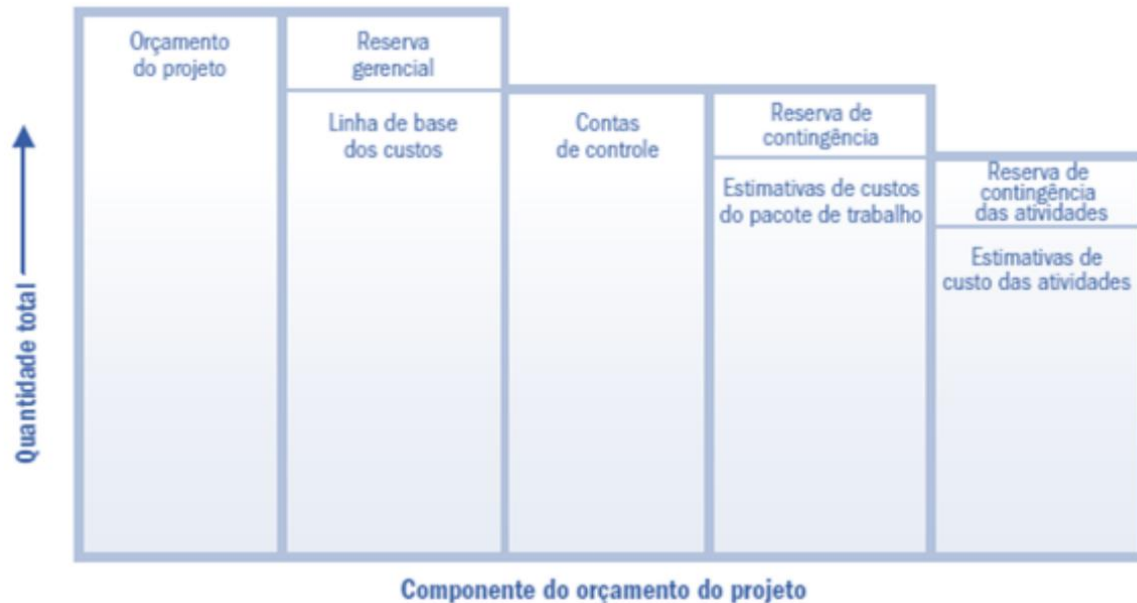 Orçamento
do projeto
Reserva
gerencial
Linha de base
dos custos
Contas
de controle
Reserva de
contingência
Estimativas de custos
do pacote de trabalho
Reserva de
contingência
das atividades
Estimativas de
custo das atividades
Quantidade total
Componente do orçamento do projeto